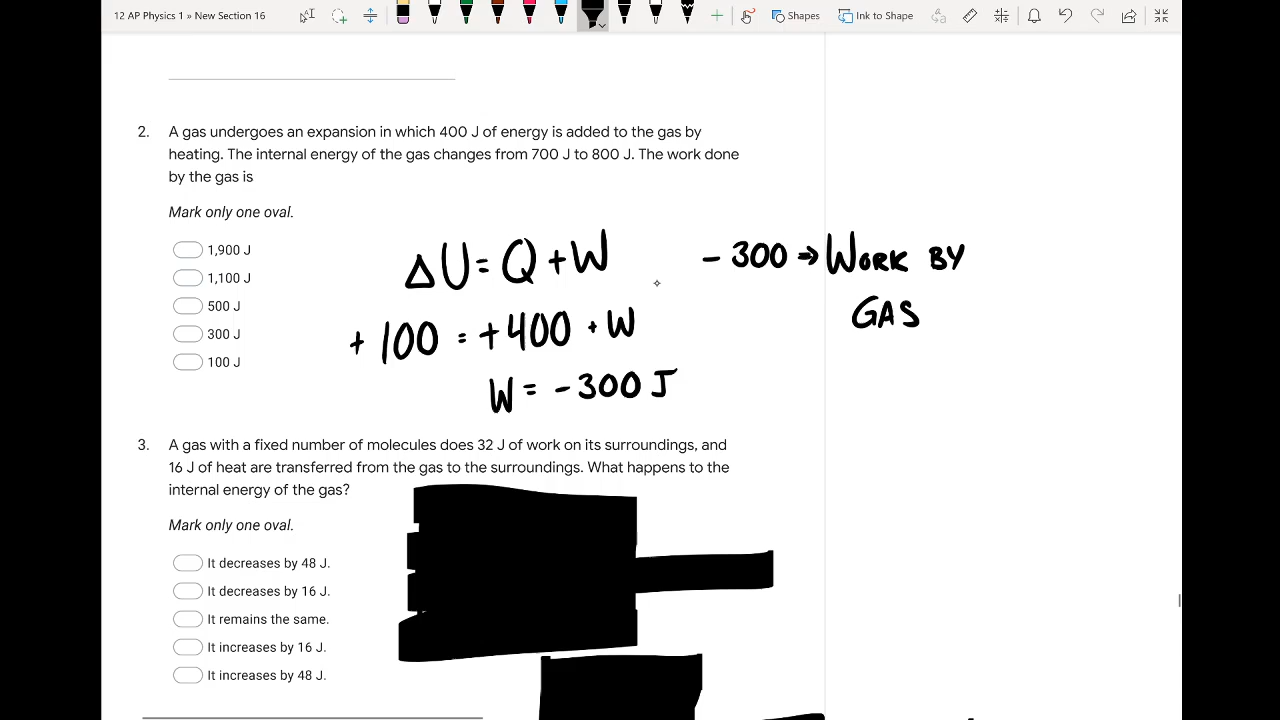 12 AP Physics 1 » New Section 16
Shapes
Ink to Shape
2. A gas undergoes an expansion in which 400 J of energy is added to the gas by
heating. The internal energy of the gas changes from 700 J to 800 J. The work done
by the gas is
Mark only one oval.
1,900 J
1,100 J
500 J
300 J
100 J
ΔU = Q + W
+ 100 = +400 + W
W = -300 J
- 300 ⇒ WORK BY
GAS
3. A gas with a fixed number of molecules does 32 J of work on its surroundings, and
16 J of heat are transferred from the gas to the surroundings. What happens to the
internal energy of the gas?
Mark only one oval.
It decreases by 48 J.
It decreases by 16 J.
It remains the same.
It increases by 16 J.
It increases by 48 J.